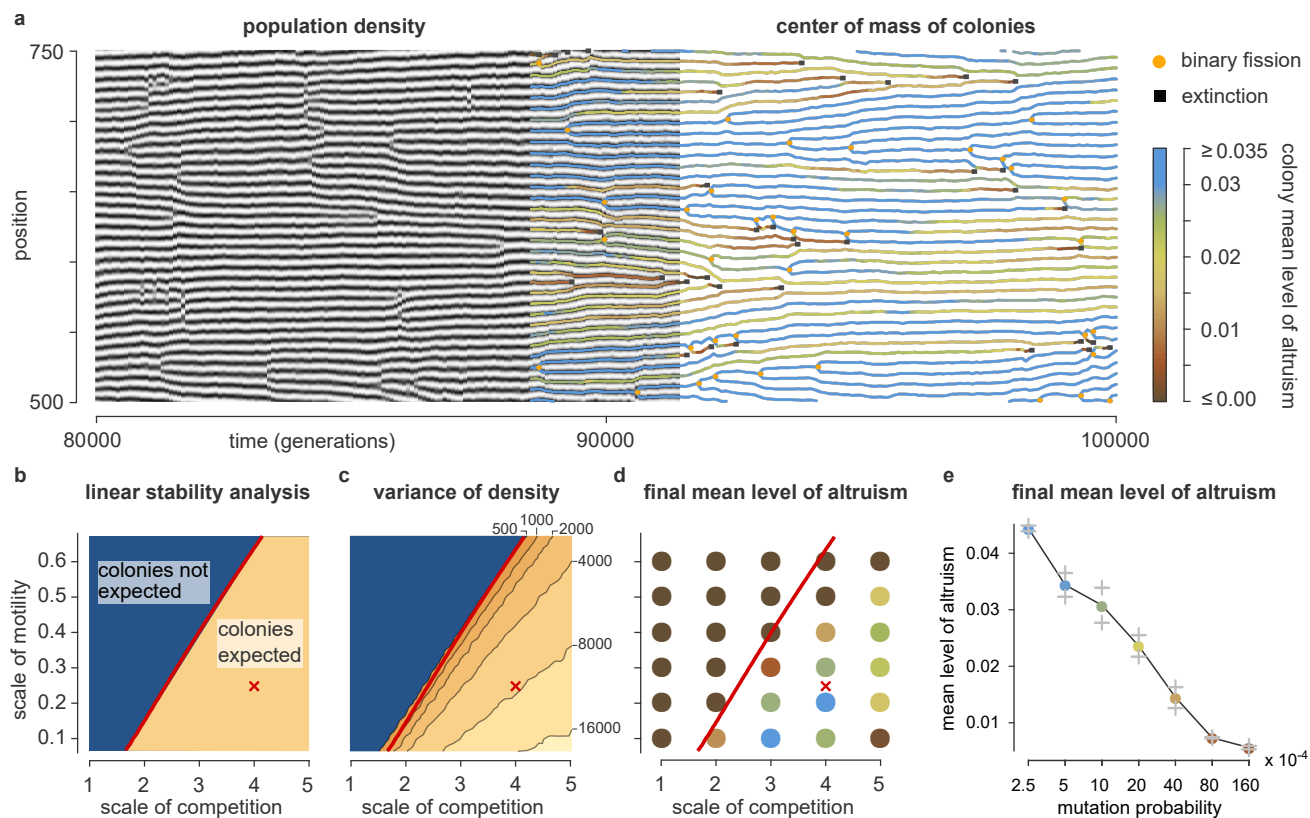 a
population density
center of mass of colonies
750
position
500
80000
time (generations)
90000
100000
binary fission
extinction
≥ 0.035
0.03
0.02
0.01
≤ 0.00
colony mean level of altruism
b
linear stability analysis
scale of motility
0.6
0.5
0.4
0.3
0.2
0.1
colonies not
expected
colonies
expected
1 2 3 4 5
scale of competition
c
variance of density
500 1000 2000
4000
8000
16000
1 2 3 4 5
scale of competition
d
final mean level of altruism
1 2 3 4 5
scale of competition
e
final mean level of altruism
mean level of altruism
0.04
0.03
0.02
0.01
2.5 5 10 20 40 80 160
x 10-4
mutation probability